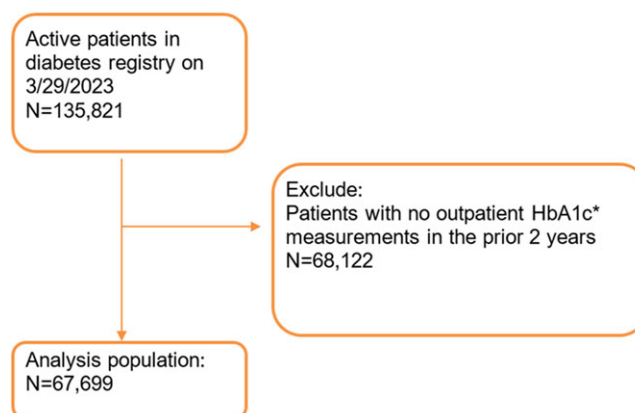 Active patients in
diabetes registry on
3/29/2023
N=135,821
Exclude:
Patients with no outpatient HbA1c*
measurements in the prior 2 years
N=68,122
Analysis population:
N=67,699